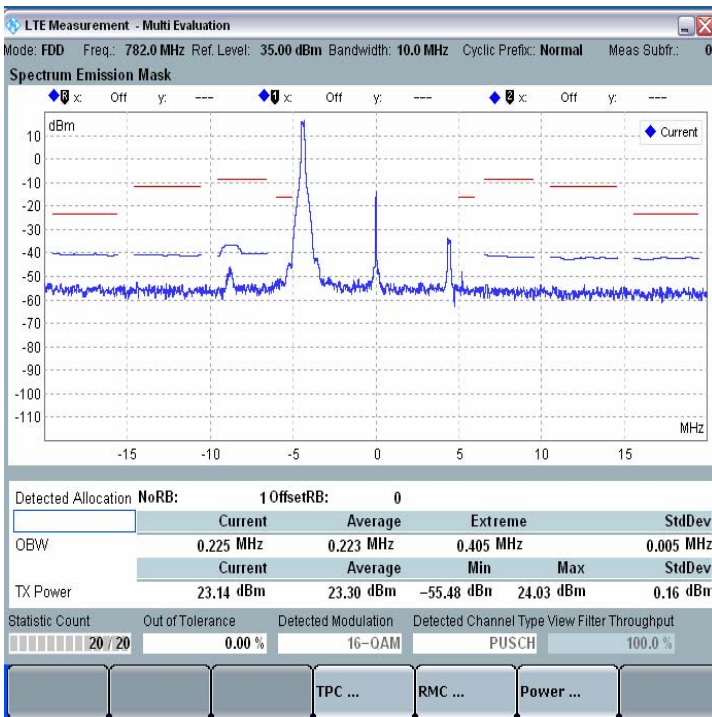 LTE Measurement - Multi Evaluation
Mode: FDD Freq.: 782.0 MHz Ref. Level: 35.00 dBm Bandwidth: 10.0 MHz Cyclic Prefix: Normal Meas Subfr.: 0
Spectrum Emission Mask
R x: Off y: --- 1 x: Off y: --- 2 x: Off y: ---
dBm
Current
10
0
-10
-20
-30
-40
-50
-60
-70
-80
-90
-100
-110
MHz
-15 -10 -5 0 5 10 15
Detected Allocation NoRB: 1 OffsetRB: 0
Current Average Extreme StdDev
OBW 0.225 MHz 0.223 MHz 0.405 MHz 0.005 MHz
Current Average Min Max StdDev
TX Power 23.14 dBm 23.30 dBm -55.48 dBm 24.03 dBm 0.16 dBm
Statistic Count Out of Tolerance Detected Modulation Detected Channel Type View Filter Throughput
20 / 20 0.00 % 16-QAM PUSCH 100.0 %
TPC ... RMC ... Power ...